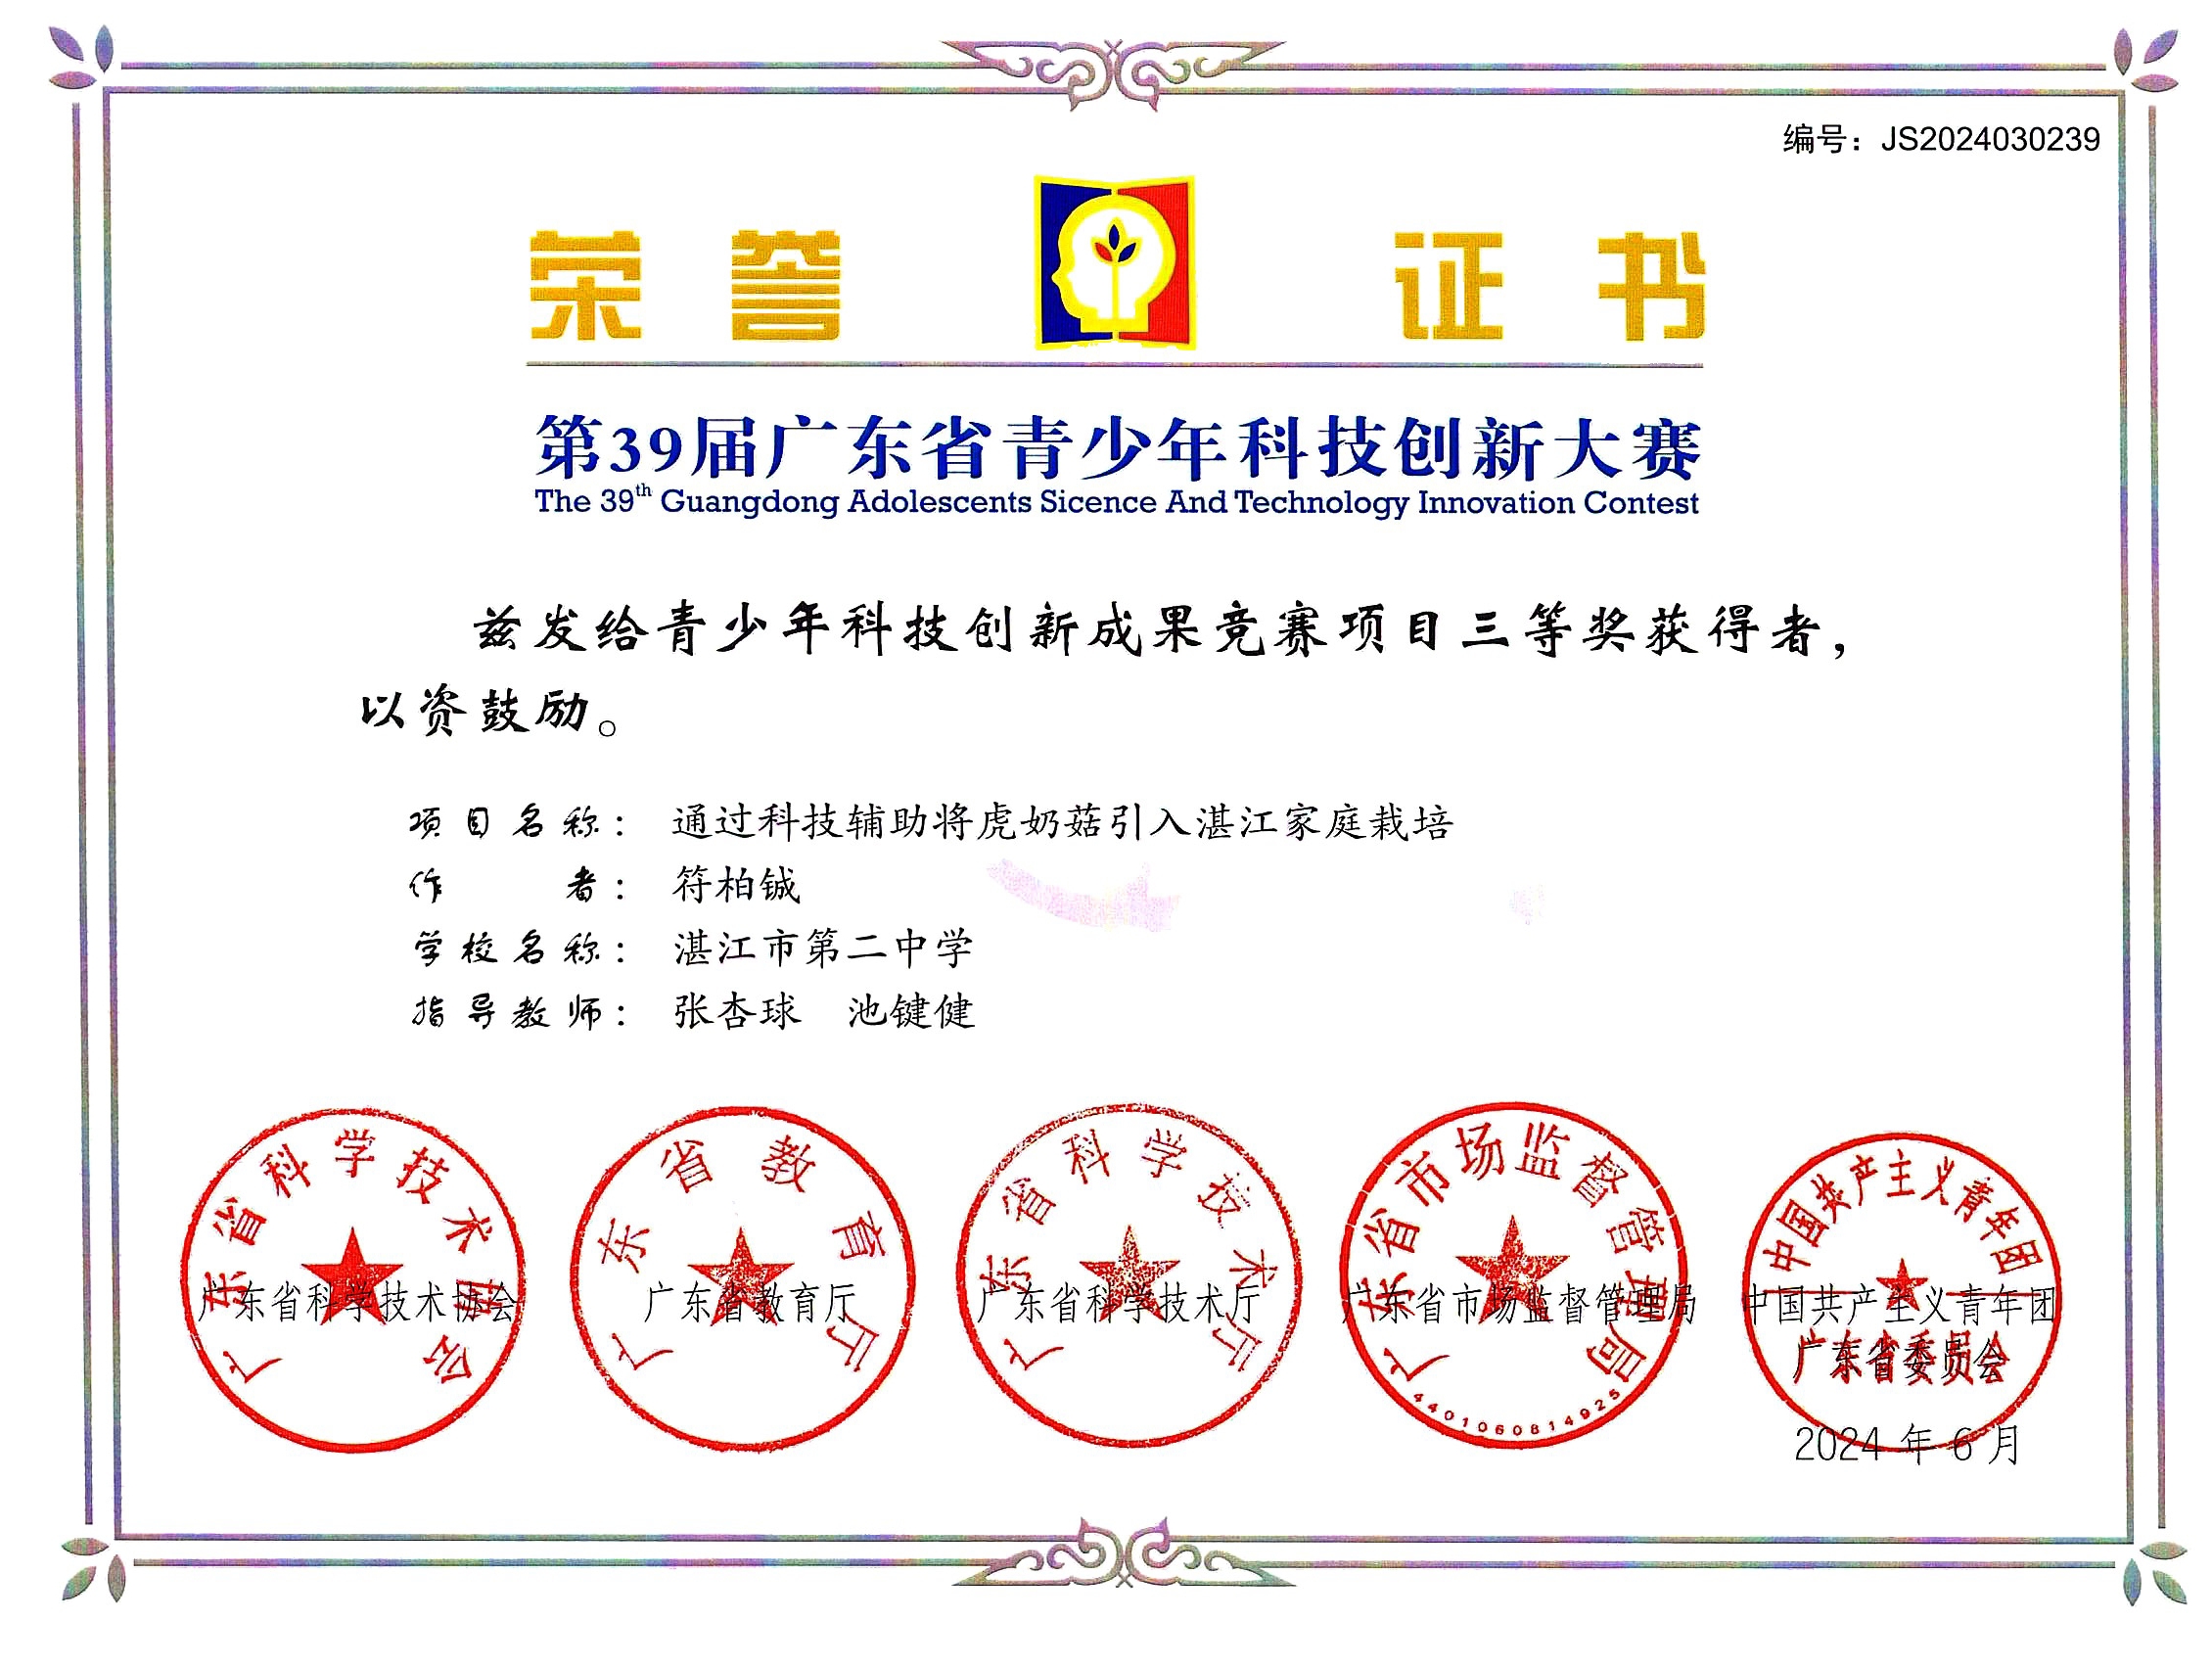 编号：JS2024030239
荣誉证书
第39届广东省青少年科技创新大赛
The 39th Guangdong Adolescents Sicence And Technology Innovation Contest
兹发给青少年科技创新成果竞赛项目三等奖获得者，
以资鼓励。
项目名称： 通过科技辅助将虎奶菇引入湛江家庭栽培
作者： 符柏铖
学校名称： 湛江市第二中学
指导教师： 张杏球 池键健
广东省科学技术协会
广东省教育厅
广东省科学技术厅
广东省市场监督管理局
中国共产主义青年团
广东省委员会
广东省科学技术协会
广东省教育厅
广东省科学技术厅
广东省市场监督管理局
4401060814925
中国共产主义青年团
广东省委员会
2024 年 6 月